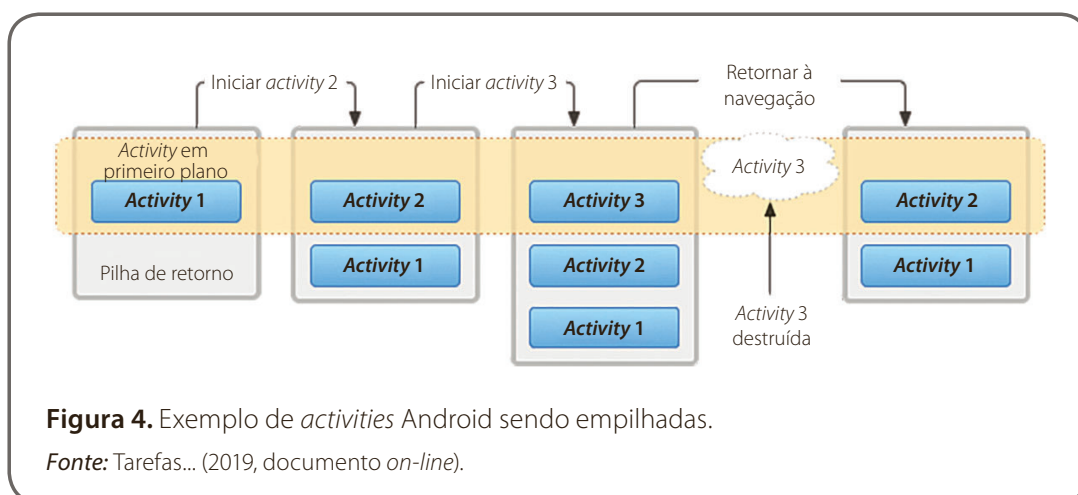 Iniciar activity 2
Iniciar activity 3
Retornar à
navegação
Activity em
primeiro plano
Activity 1
Pilha de retorno
Activity 2
Activity 1
Activity 3
Activity 2
Activity 1
Activity 3
Activity 3
destruída
Activity 2
Activity 1
Figura 4. Exemplo de activities Android sendo empilhadas.
Fonte: Tarefas... (2019, documento on-line).